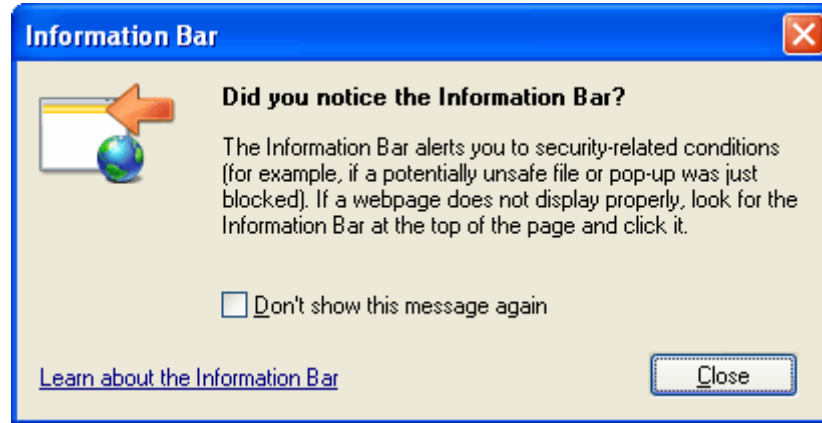 Information Bar
Did you notice the Information Bar?
The Information Bar alerts you to security-related conditions
(for example, if a potentially unsafe file or pop-up was just
blocked). If a webpage does not display properly, look for the
Information Bar at the top of the page and click it.
Don't show this message again
Learn about the Information Bar
Close